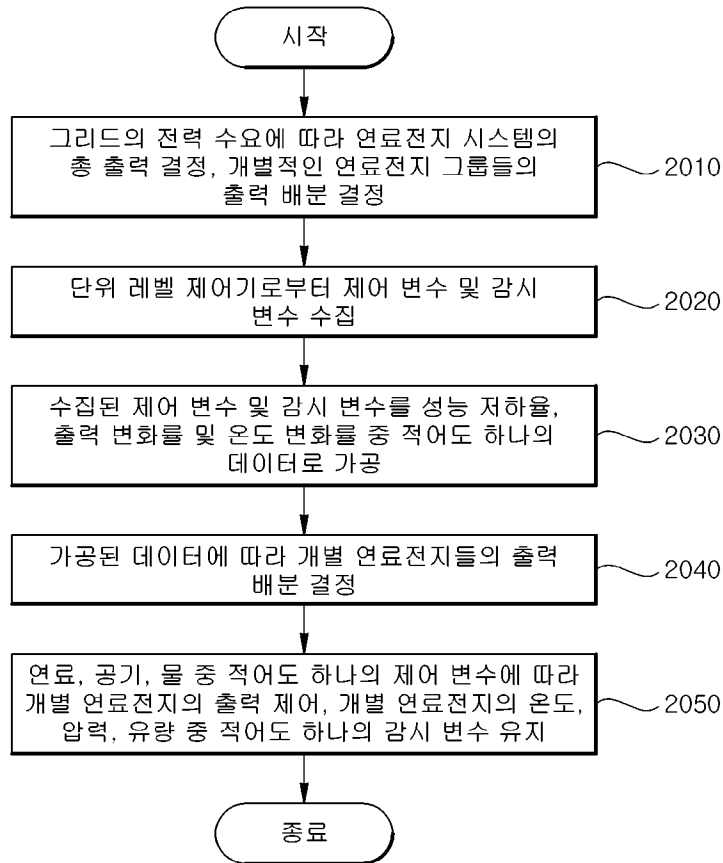 시작
그리드의 전력 수요에 따라 연료전지 시스템의
총 출력 결정, 개별적인 연료전지 그룹들의
출력 배분 결정
2010
단위 레벨 제어기로부터 제어 변수 및 감시
변수 수집
2020
수집된 제어 변수 및 감시 변수를 성능 저하율,
출력 변화률 및 온도 변화률 중 적어도 하나의
데이터로 가공
2030
가공된 데이터에 따라 개별 연료전지들의 출력
배분 결정
2040
연료, 공기, 물 중 적어도 하나의 제어 변수에 따라
개별 연료전지의 출력 제어, 개별 연료전지의 온도,
압력, 유량 중 적어도 하나의 감시 변수 유지
2050
종료